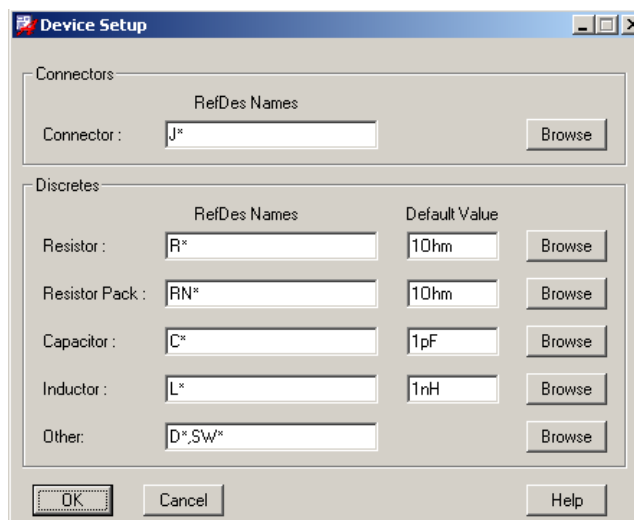 Device Setup
Connectors
RefDes Names
Connector : J* Browse
Discretes
RefDes Names Default Value
Resistor : R* 1Ohm Browse
Resistor Pack : RN* 1Ohm Browse
Capacitor : C* 1pF Browse
Inductor : L* 1nH Browse
Other: D*,SW* Browse
OK Cancel Help